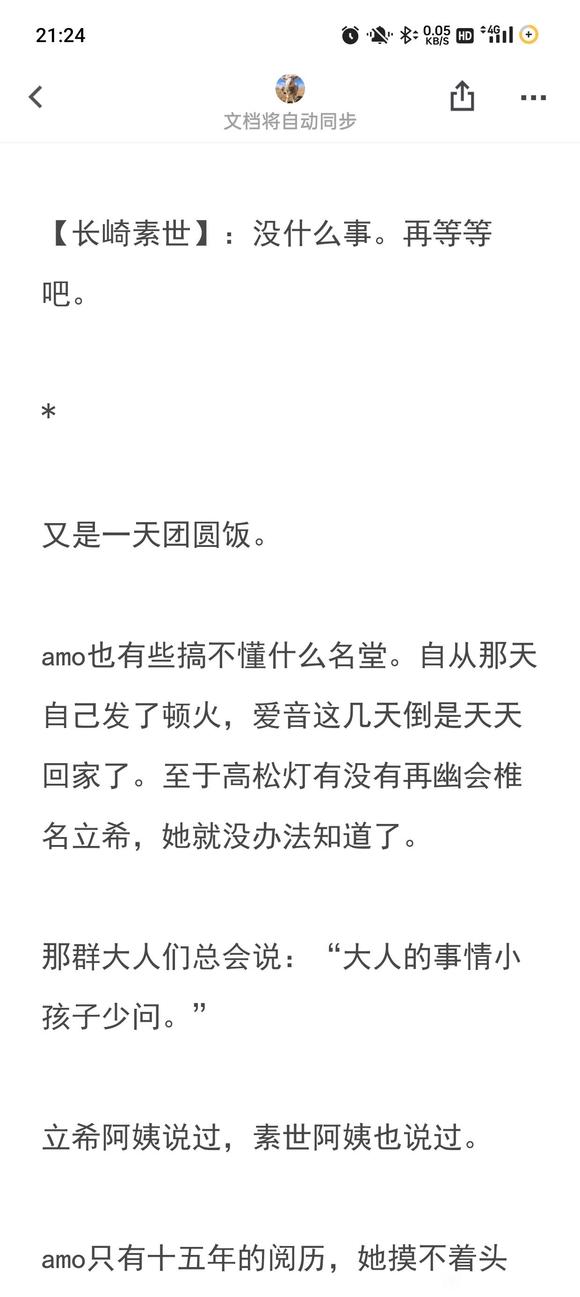 21:24
0.05
KB/S
HD
4G
文档将自动同步
【长崎素世】：没什么事。再等等
吧。
*
又是一天团圆饭。
amo也有些搞不懂什么名堂。自从那天
自己发了顿火，爱音这几天倒是天天
回家了。至于高松灯有没有再幽会椎
名立希，她就没办法知道了。
那群大人们总会说：“大人的事情小
孩子少问。”
立希阿姨说过，素世阿姨也说过。
amo只有十五年的阅历，她摸不着头